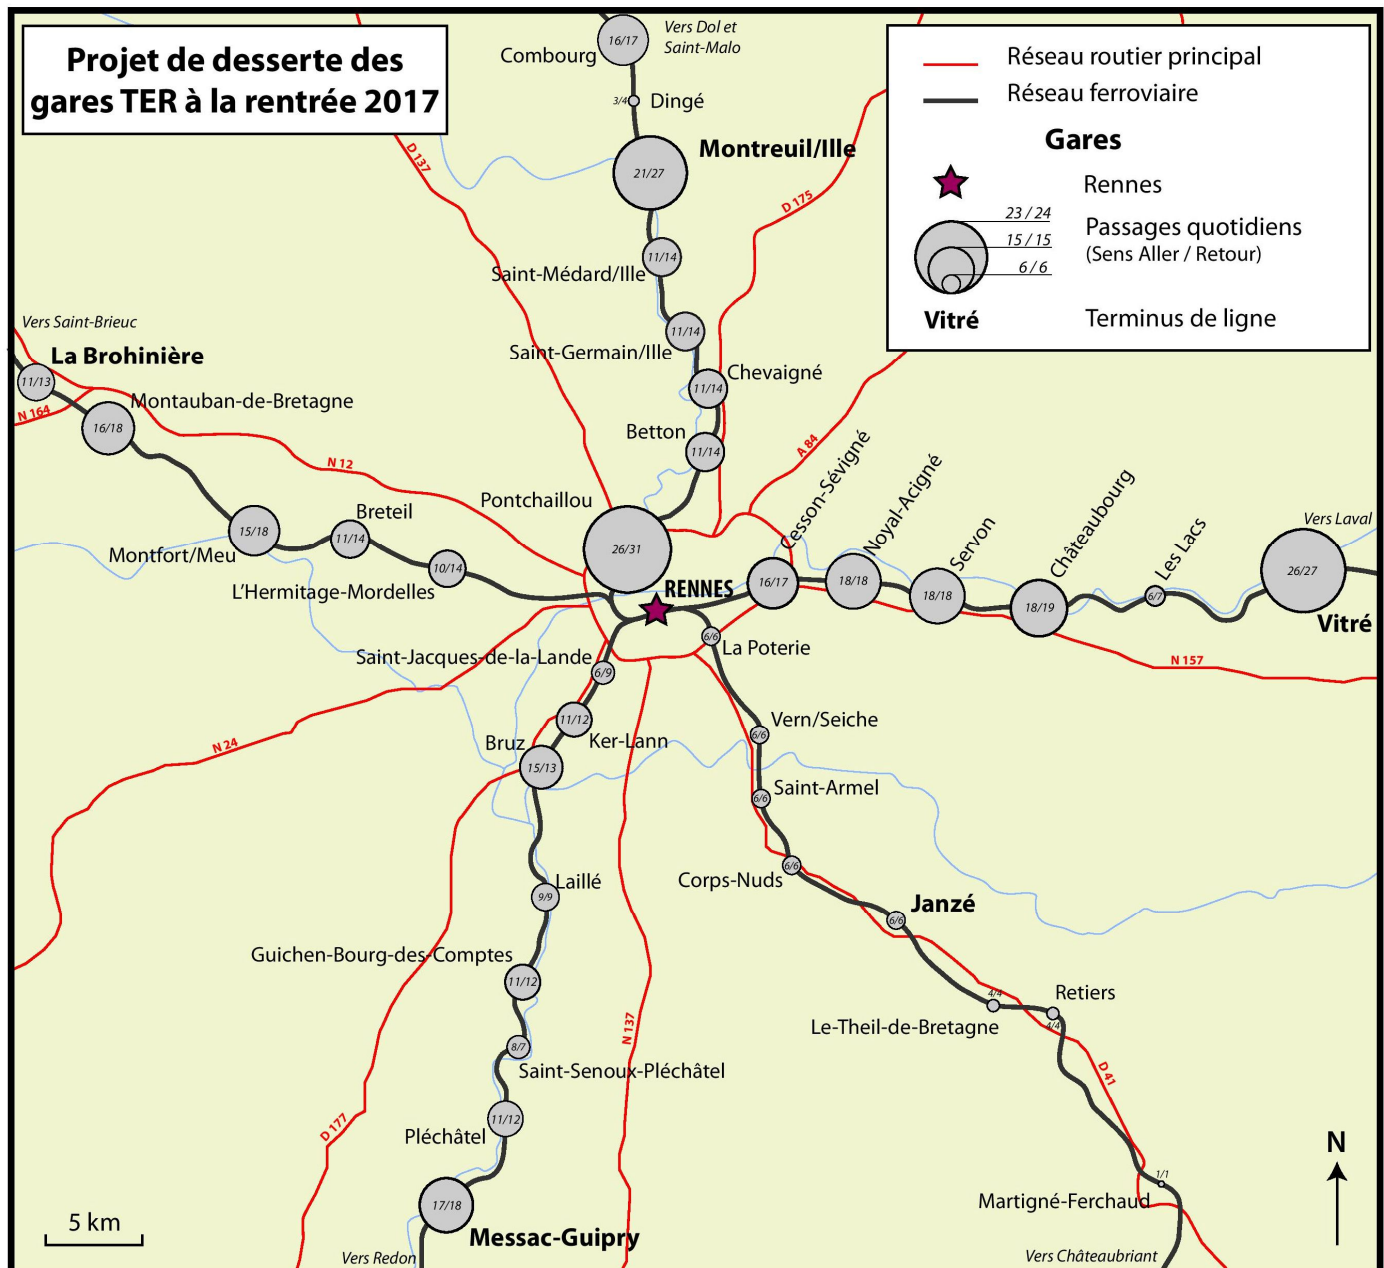 Projet de desserte des
gares TER à la rentrée 2017
Combourg
16/17
Vers Dol et
Saint-Malo
3/4
Dingé
Montreuil/Ille
21/27
D 137
D 175
11/14
Saint-Médard/Ille
11/14
Saint-Germain/Ille
Chevaigné
11/14
Betton
11/14
A 84
Réseau routier principal
Réseau ferroviaire
Gares
Rennes
23 / 24
15 / 15
6 / 6
Passages quotidiens
(Sens Aller / Retour)
Vitré
Terminus de ligne
Vers Saint-Brieuc
La Brohinière
11/13
N 164
Montauban-de-Bretagne
16/18
N 12
Pontchaillou
26/31
Breteil
15/18
11/14
Montfort/Meu
10/14
L'Hermitage-Mordelles
RENNES
Cesson-Sévigné
16/17
Noyal-Acigné
18/18
Servon
18/18
Châteaubourg
18/19
Les Lacs
6/7
Vers Laval
26/27
Vitré
N 157
6/6
La Poterie
Saint-Jacques-de-la-Lande
6/9
11/12
Ker-Lann
Bruz
15/13
N 24
Vern/Seiche
6/6
Saint-Armel
6/6
Corps-Nuds
6/6
Janzé
6/6
Laillé
9/9
Guichen-Bourg-des-Comptes
11/12
8/7
Saint-Senoux-Pléchâtel
11/12
Pléchâtel
N 137
D 177
4/4
Le-Theil-de-Bretagne
Retiers
4/4
D 41
1/1
Martigné-Ferchaud
17/18
Messac-Guipry
Vers Redon
Vers Châteaubriant
5 km
N